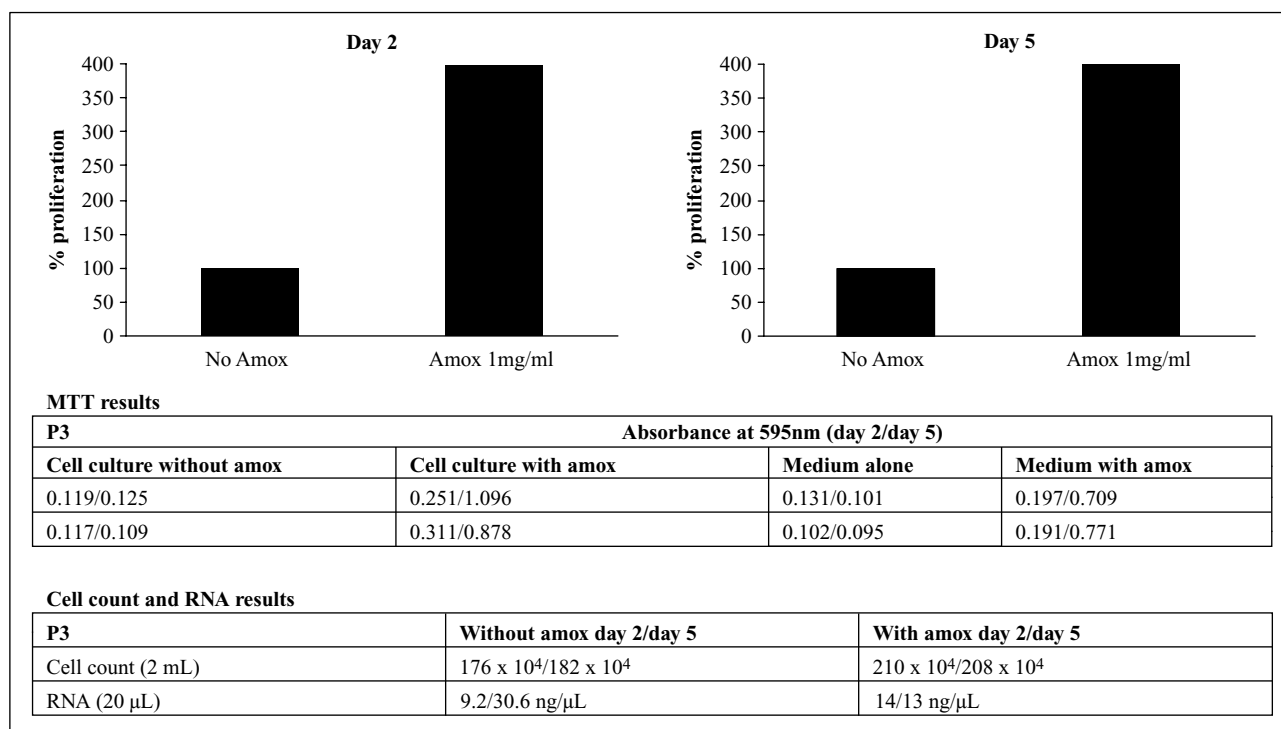 Day 2
% proliferation
400
350
300
250
200
150
100
50
0
No Amox Amox 1mg/ml
Day 5
% proliferation
400
350
300
250
200
150
100
50
0
No Amox Amox 1mg/ml
MTT results
P3 Absorbance at 595nm (day 2/day 5)
Cell culture without amox Cell culture with amox Medium alone Medium with amox
0.119/0.125 0.251/1.096 0.131/0.101 0.197/0.709
0.117/0.109 0.311/0.878 0.102/0.095 0.191/0.771
Cell count and RNA results
P3 Without amox day 2/day 5 With amox day 2/day 5
Cell count (2 mL) 176 x 10⁴/182 x 10⁴ 210 x 10⁴/208 x 10⁴
RNA (20 μL) 9.2/30.6 ng/μL 14/13 ng/μL